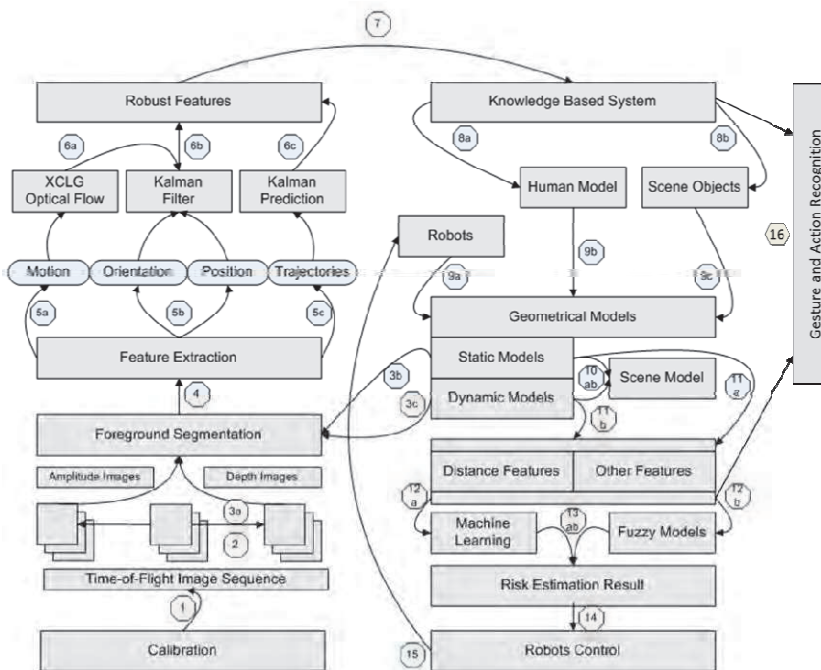 7
Robust Features
Knowledge Based System
6a
6b
6c
8a
8b
XCLG
Optical Flow
Kalman
Filter
Kalman
Prediction
Human Model
Scene Objects
Robots
16
Gesture and Action Recognition
9b
Motion
Orientation
Position
Trajectories
9a
9c
5a
5b
5c
Geometrical Models
Feature Extraction
Static Models
3b
10
ab
Scene Model
11
a
4
3c
Dynamic Models
11
b
Foreground Segmentation
Amplitude Images
Depth Images
Distance Features
Other Features
12
a
12
b
3a
13
ab
2
Machine
Learning
Fuzzy Models
Time-of-Flight Image Sequence
Risk Estimation Result
1
14
Calibration
15
Robots Control